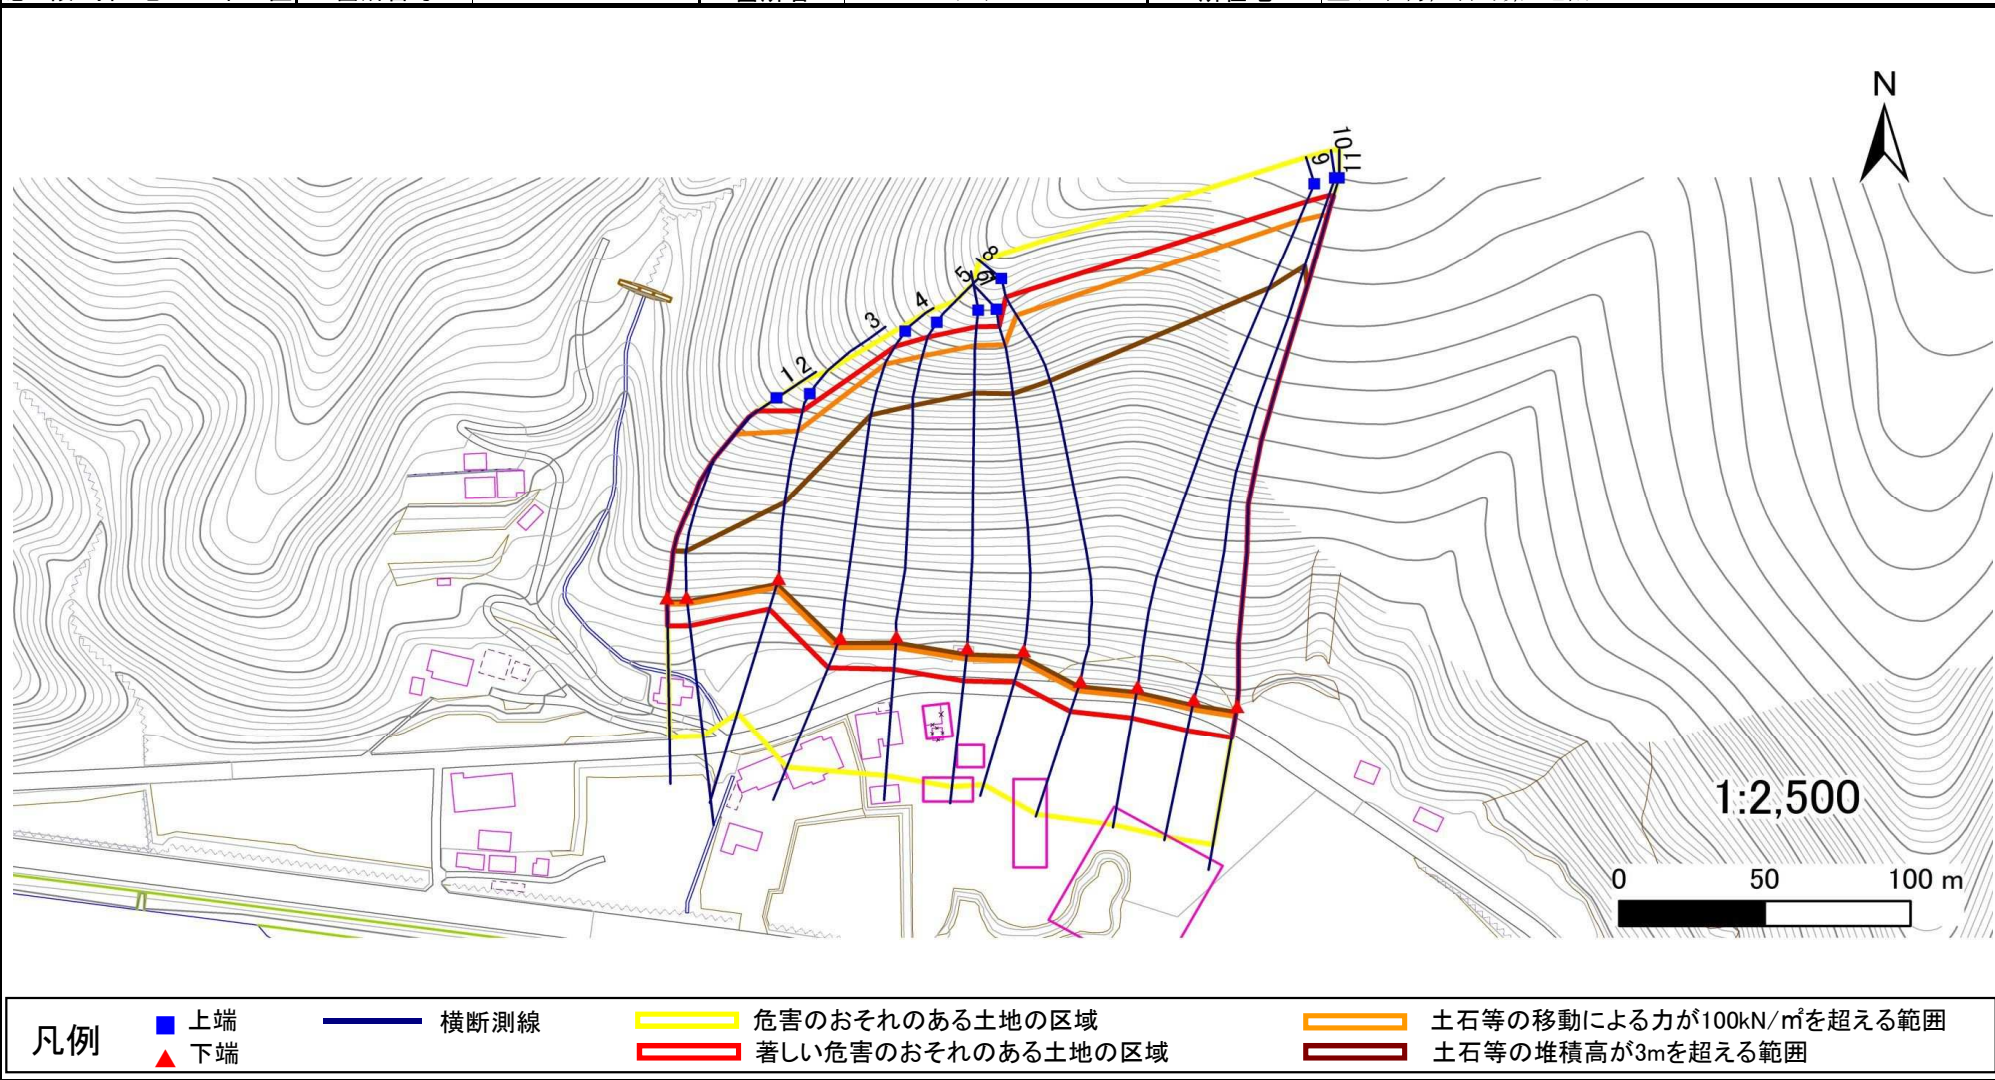 N
10
9
11
8
6
5
4
3
1 2
1:2,500
0 50 100 m
凡例
上端
下端
横断測線
危害のおそれのある土地の区域
著しい危害のおそれのある土地の区域
土石等の移動による力が100kN/㎡を超える範囲
土石等の堆積高が3mを超える範囲